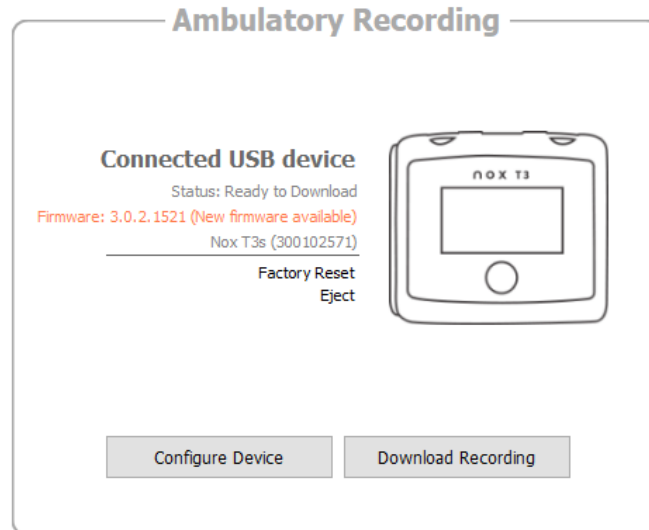 Ambulatory Recording
Connected USB device
Status: Ready to Download
Firmware: 3.0.2.1521 (New firmware available)
Nox T3s (300102571)
Factory Reset
Eject
nox T3
Configure Device
Download Recording